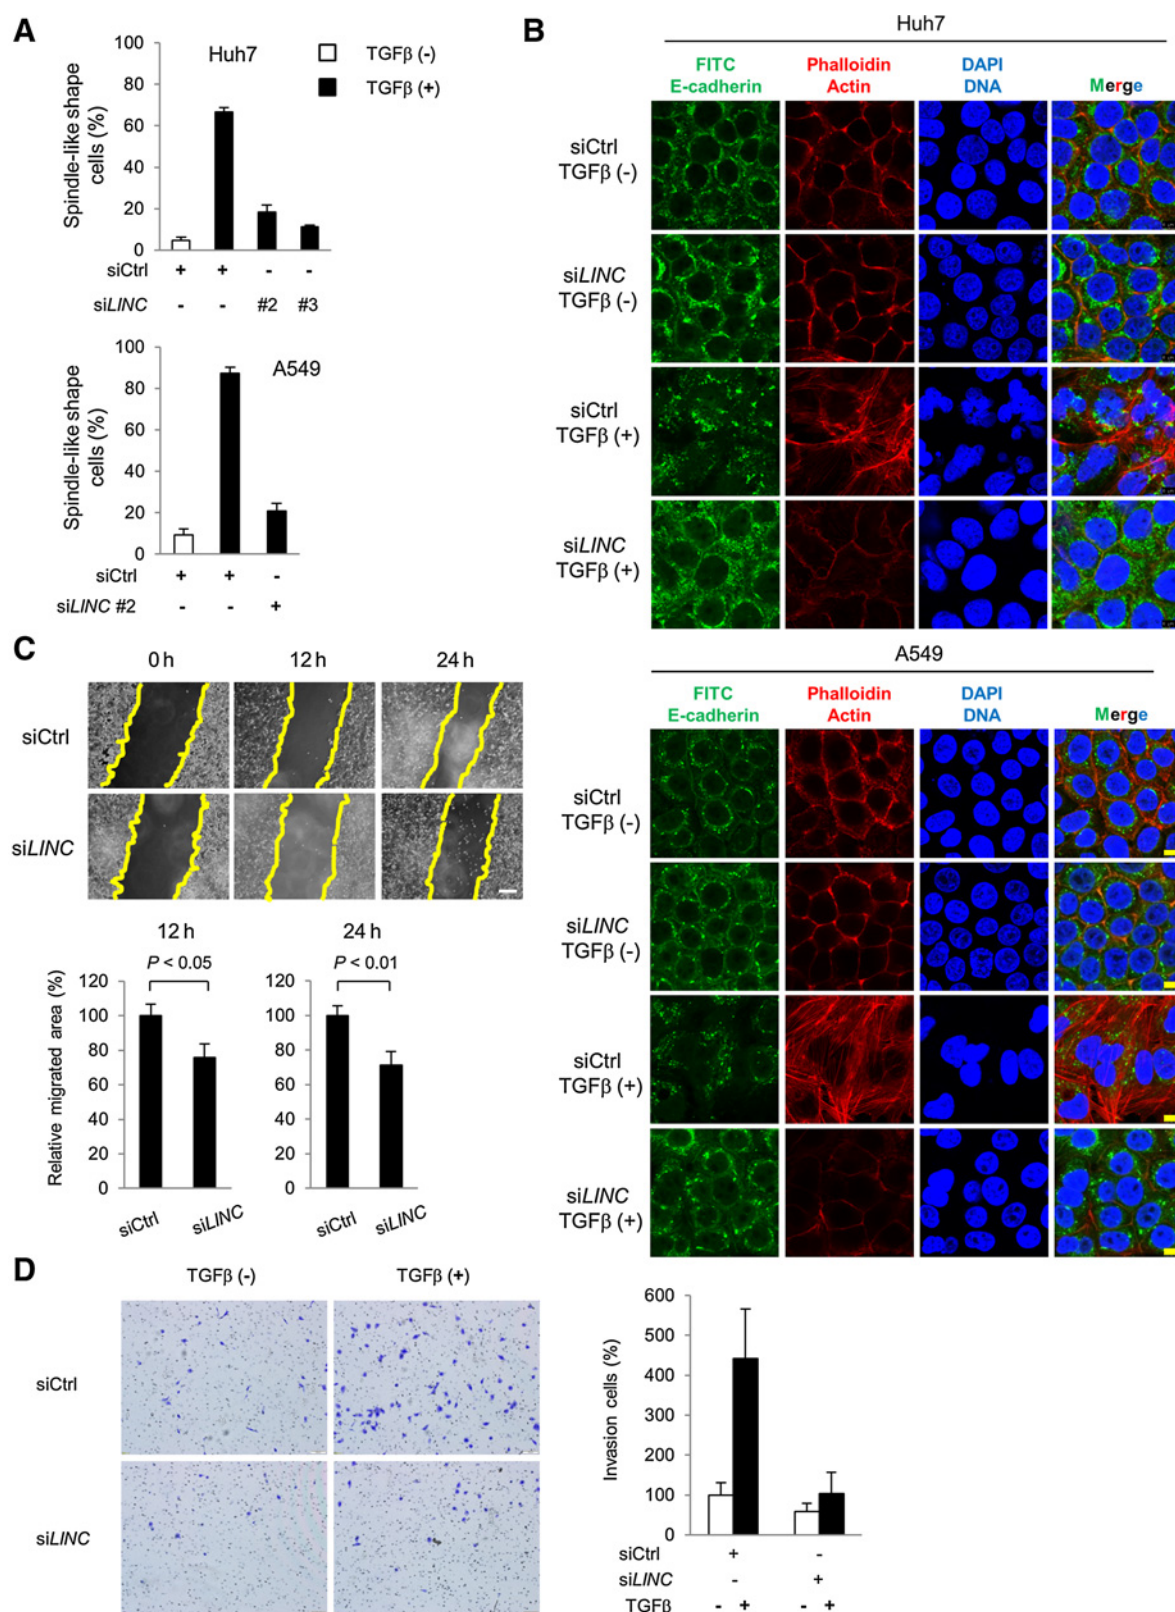 A
Huh7
TGFβ (-)
TGFβ (+)
Spindle-like shape
cells (%)
100
80
60
40
20
0
siCtrl + + - -
siLINC - - #2 #3
A549
Spindle-like shape
cells (%)
100
80
60
40
20
0
siCtrl + + -
siLINC #2 - - +
B
Huh7
FITC
E-cadherin
Phalloidin
Actin
DAPI
DNA
Merge
siCtrl
TGFβ (-)
siLINC
TGFβ (-)
siCtrl
TGFβ (+)
siLINC
TGFβ (+)
A549
FITC
E-cadherin
Phalloidin
Actin
DAPI
DNA
Merge
siCtrl
TGFβ (-)
siLINC
TGFβ (-)
siCtrl
TGFβ (+)
siLINC
TGFβ (+)
C
0 h 12 h 24 h
siCtrl
siLINC
12 h
P < 0.05
Relative migrated area (%)
120
100
80
60
40
20
0
siCtrl siLINC
24 h
P < 0.01
120
100
80
60
40
20
0
siCtrl siLINC
D
TGFβ (-) TGFβ (+)
siCtrl
siLINC
Invasion cells (%)
600
500
400
300
200
100
0
siCtrl + -
siLINC - +
TGFβ - + - +